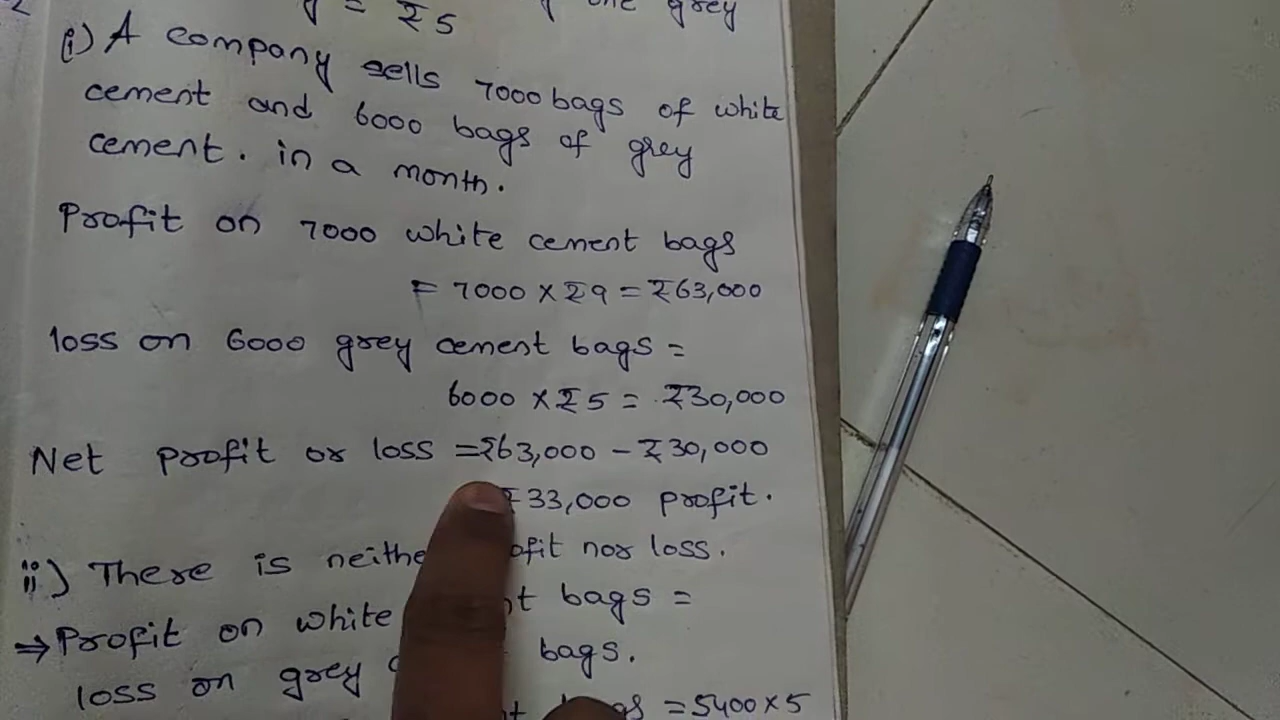 = ₹5 one grey
(i) A company sells 7000 bags of white
cement and 6000 bags of grey
cement. in a month.
Profit on 7000 white cement bags
= 7000 × ₹9 = ₹63,000
loss on 6000 grey cement bags =
6000 × ₹5 = ₹30,000
Net profit or loss = ₹63,000 - ₹30,000
₹33,000 profit.
ii) There is nor loss.
⇒ Profit on white bags =
loss on grey bags.
= 5400×5